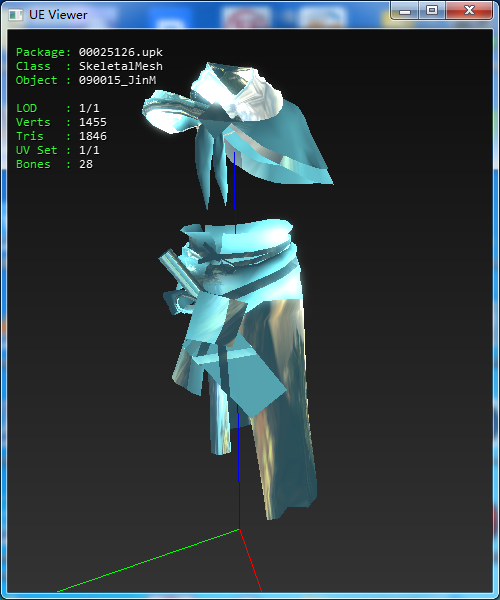 UE Viewer
Package: 00025126.upk
Class  : SkeletalMesh
Object : 090015_JinM
LOD    : 1/1
Verts  : 1455
Tris   : 1846
UV Set : 1/1
Bones  : 28